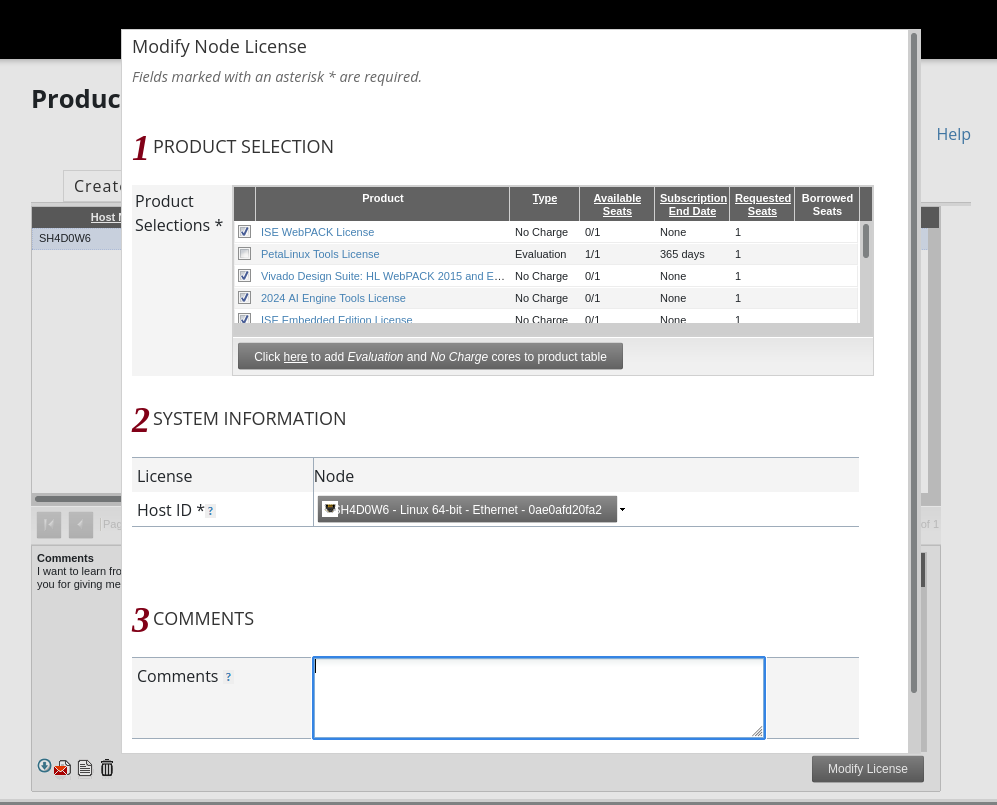 Modify Node License
Fields marked with an asterisk * are required.
Produc
Help
1 PRODUCT SELECTION
Create
Host N
SH4D0W6
Product
Selections *
Product Type Available Seats Subscription End Date Requested Seats Borrowed Seats
ISE WebPACK License No Charge 0/1 None 1
PetaLinux Tools License Evaluation 1/1 365 days 1
Vivado Design Suite: HL WebPACK 2015 and E... No Charge 0/1 None 1
2024 AI Engine Tools License No Charge 0/1 None 1
ISE Embedded Edition License No Charge 0/1 None 1
Click here to add Evaluation and No Charge cores to product table
2 SYSTEM INFORMATION
License Node
Host ID * ? SH4D0W6 - Linux 64-bit - Ethernet - 0ae0afd20fa2
Pag
of 1
Comments
I want to learn fro
you for giving me
3 COMMENTS
Comments ?
Modify License